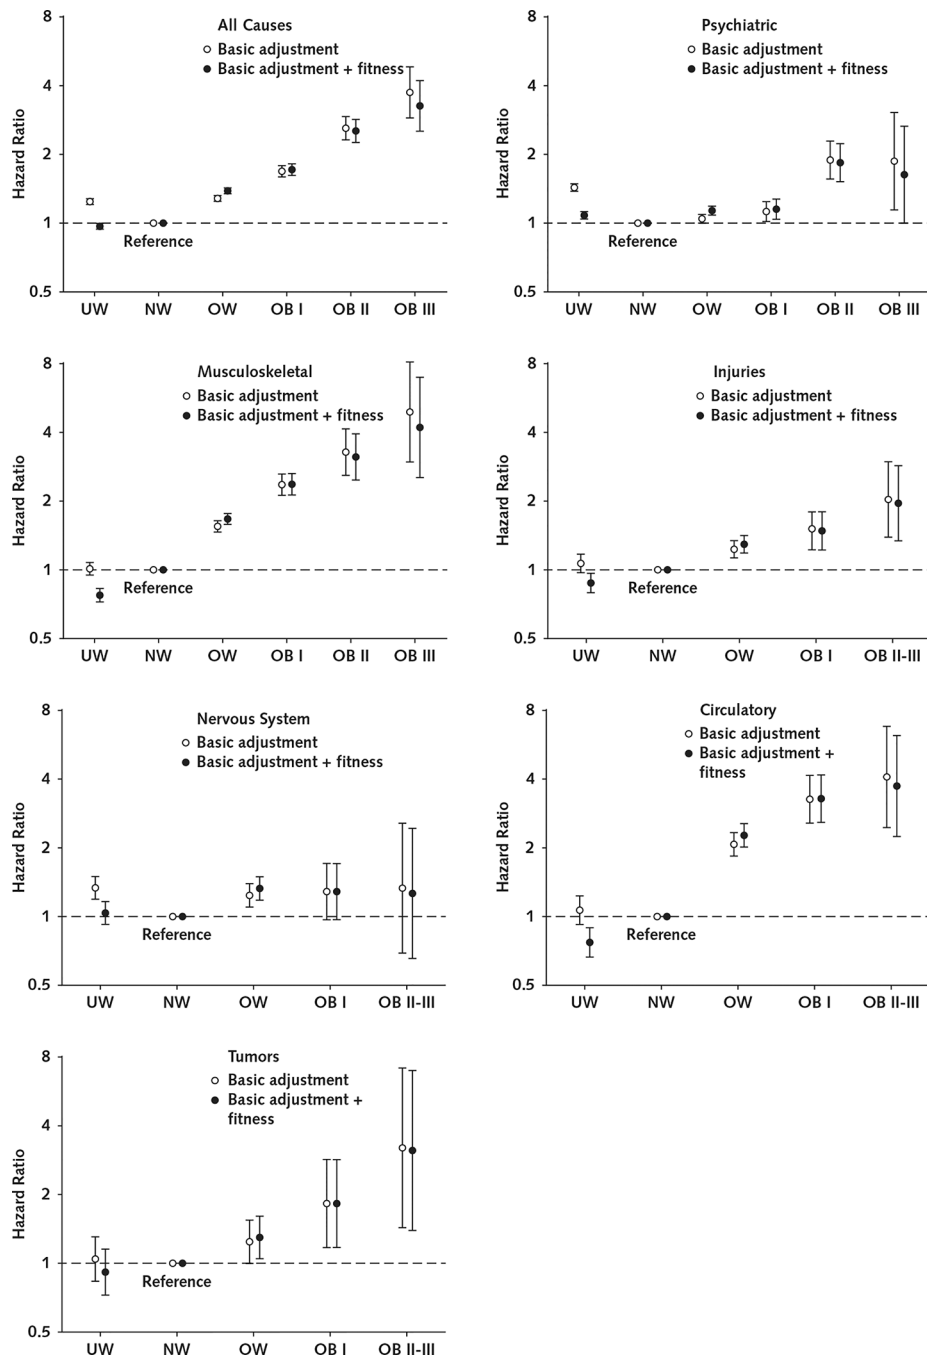 8
All Causes
Basic adjustment
Basic adjustment + fitness
4
Hazard Ratio
2
1
Reference
0.5
UW NW OW OB I OB II OB III
8
Psychiatric
Basic adjustment
Basic adjustment + fitness
4
Hazard Ratio
2
1
Reference
0.5
UW NW OW OB I OB II OB III
8
Musculoskeletal
Basic adjustment
Basic adjustment + fitness
4
Hazard Ratio
2
1
Reference
0.5
UW NW OW OB I OB II OB III
8
Injuries
Basic adjustment
Basic adjustment + fitness
4
Hazard Ratio
2
1
Reference
0.5
UW NW OW OB I OB II-III
8
Nervous System
Basic adjustment
Basic adjustment + fitness
4
Hazard Ratio
2
1
Reference
0.5
UW NW OW OB I OB II-III
8
Circulatory
Basic adjustment
Basic adjustment +
fitness
4
Hazard Ratio
2
1
Reference
0.5
UW NW OW OB I OB II-III
8
Tumors
Basic adjustment
Basic adjustment +
fitness
4
Hazard Ratio
2
1
Reference
0.5
UW NW OW OB I OB II-III